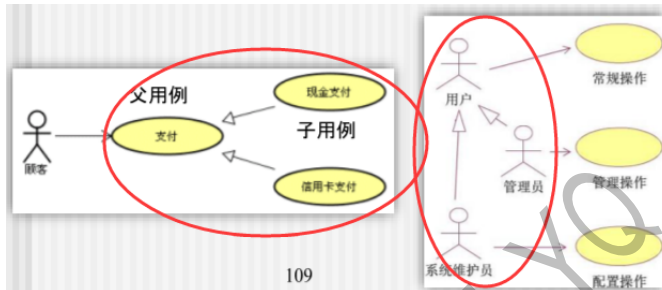 父用例
现金支付
支付
子用例
顾客
信用卡支付
109
用户
常规操作
管理员
管理操作
系统维护员
配置操作
YQ